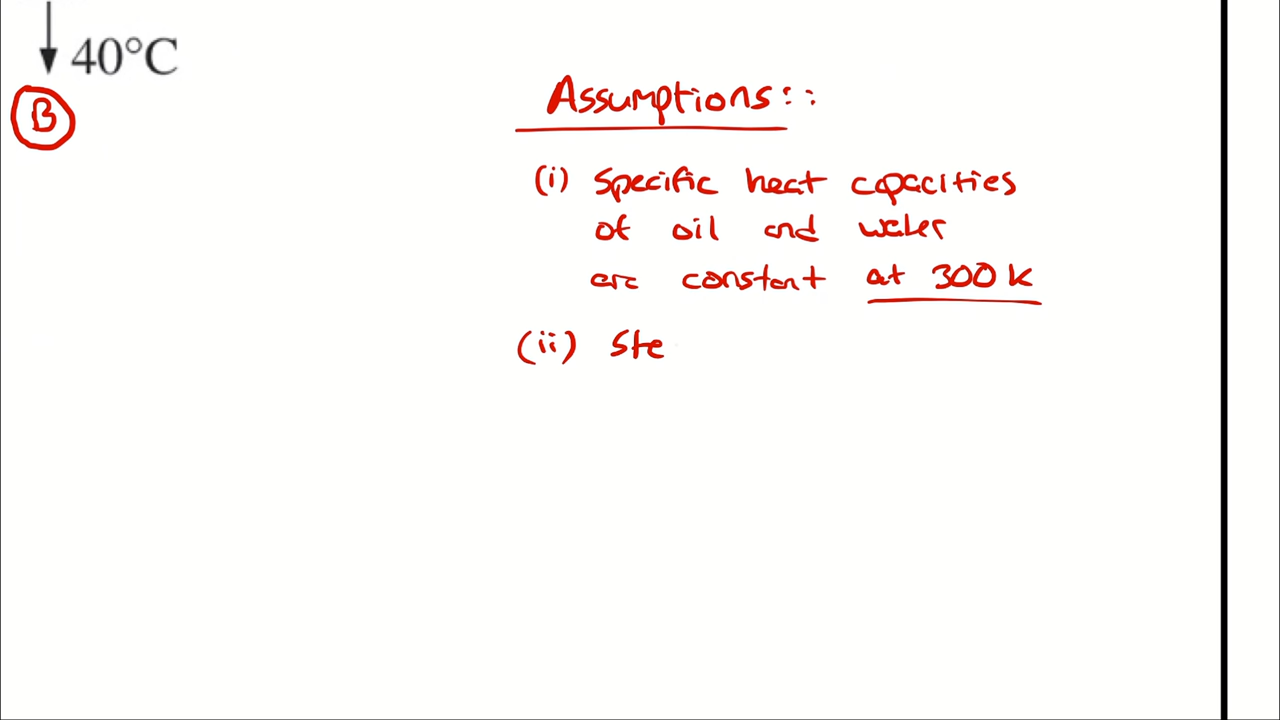 40°C
B
Assumptions::
(i) Specific heat capacities
of oil and water
are constant at 300 K
(ii) Ste